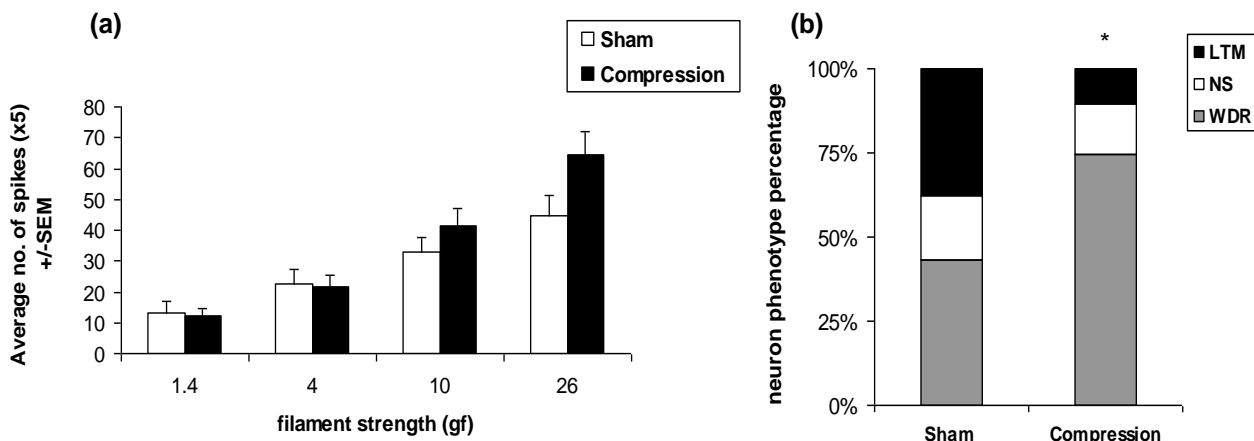 (a)
Sham
Compression
Average no. of spikes (x5)
+/-SEM
80
70
60
50
40
30
20
10
0
1.4 4 10 26
filament strength (gf)
(b)
*
LTM
NS
WDR
neuron phenotype percentage
100%
75%
50%
25%
0%
Sham Compression